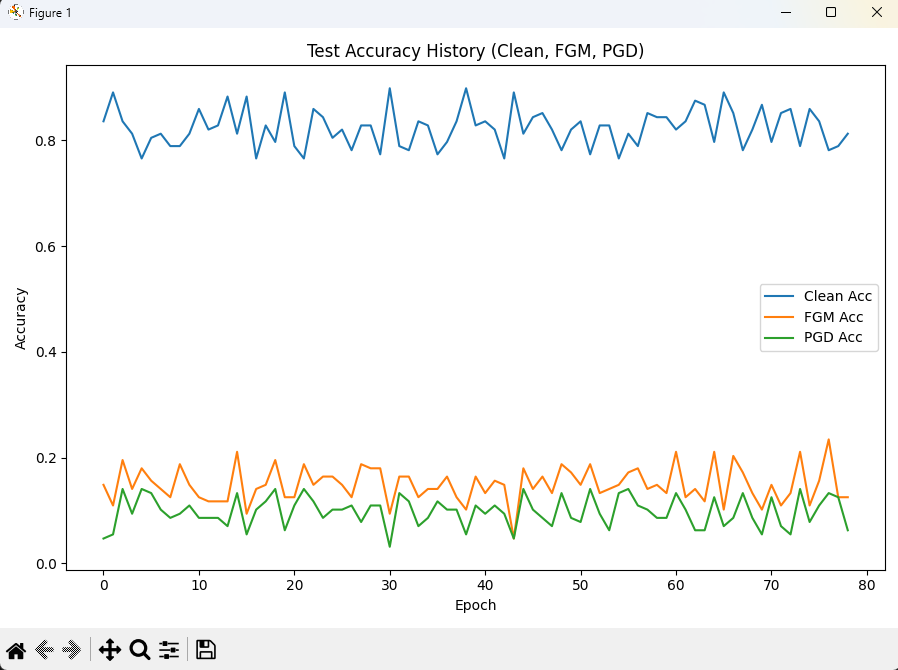 Figure 1
Test Accuracy History (Clean, FGM, PGD)
Accuracy
0.8
0.6
0.4
0.2
0.0
Clean Acc
FGM Acc
PGD Acc
0 10 20 30 40 50 60 70 80
Epoch